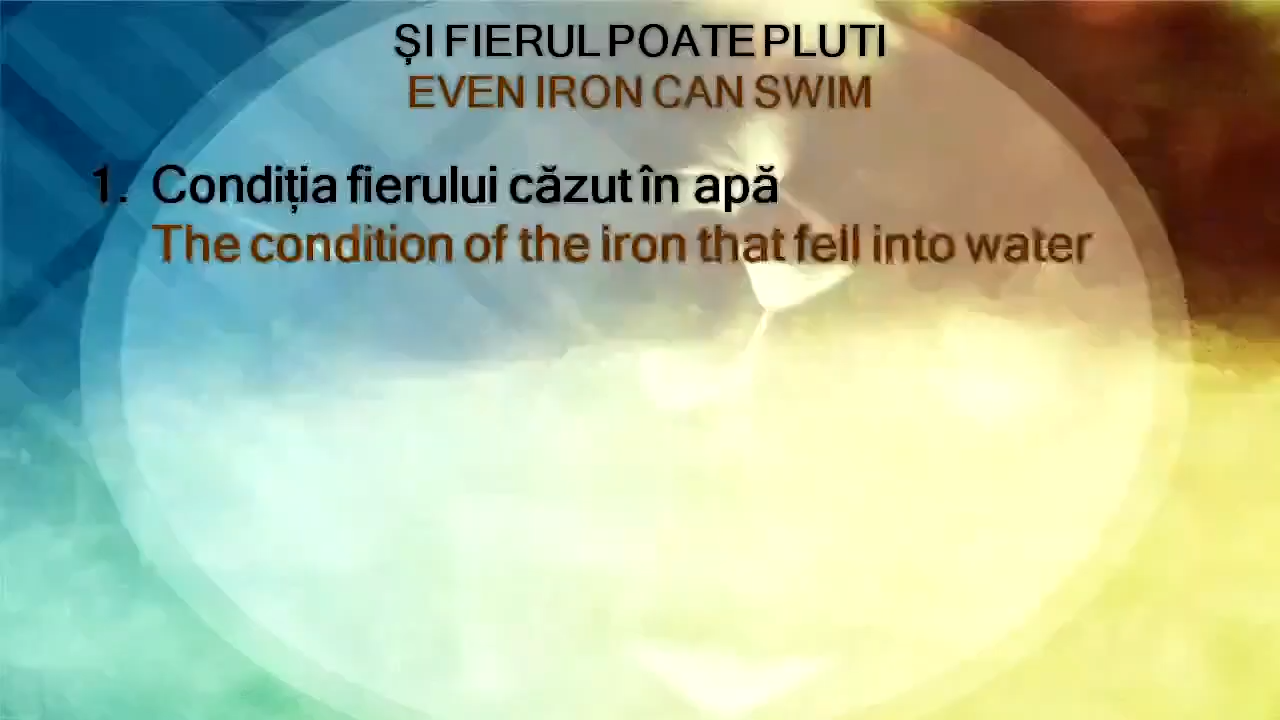 ȘI FIERUL POATE PLUTI
EVEN IRON CAN SWIM
1. Condiția fierului căzut în apă
The condition of the iron that fell into water